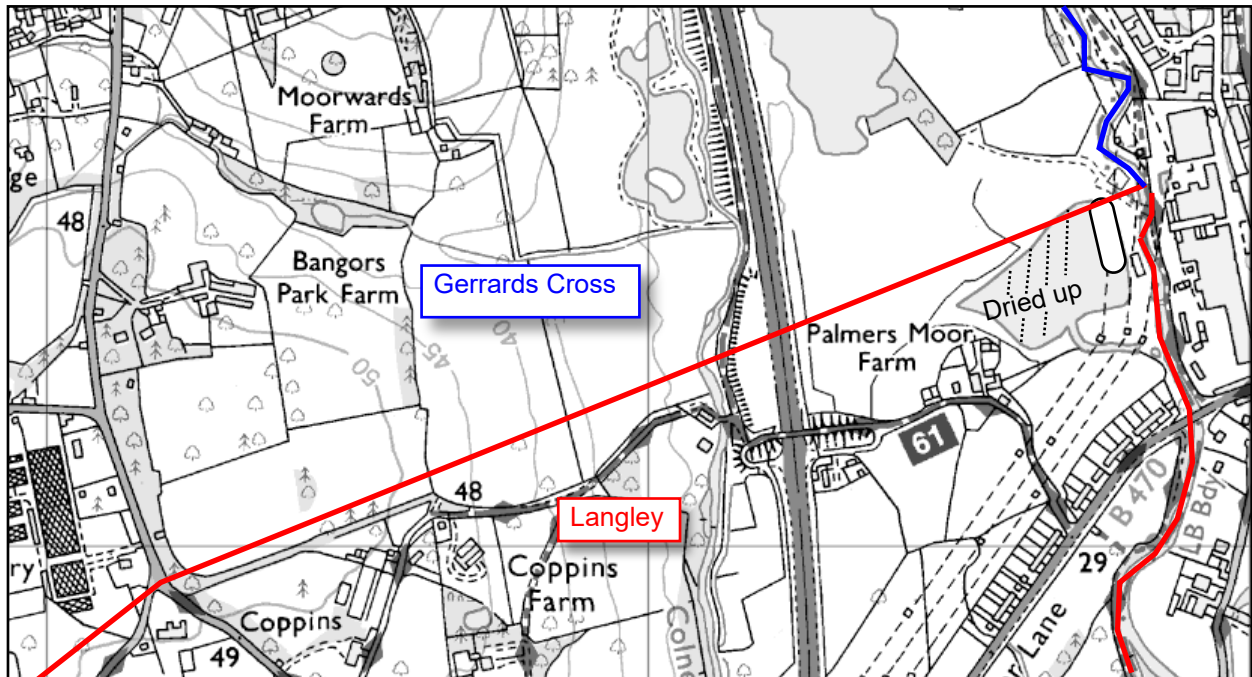 Moorwards
Farm
ge
48
Bangors
Park Farm
Gerrards Cross
50
45
40
Dried up
Palmers Moor
Farm
61
48
Langley
B 470
LB Bdy
29
ry
Coppins
Farm
Coppins
49
Colne
or Lane